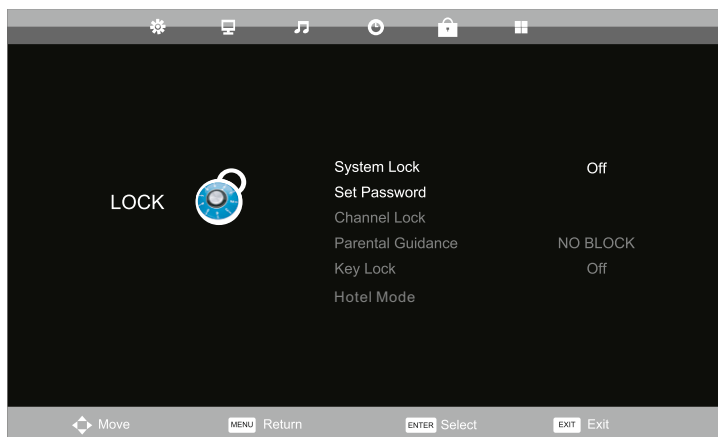 System Lock Off
Set Password
LOCK
Channel Lock
Parental Guidance NO BLOCK
Key Lock Off
Hotel Mode
Move MENU Return ENTER Select EXIT Exit